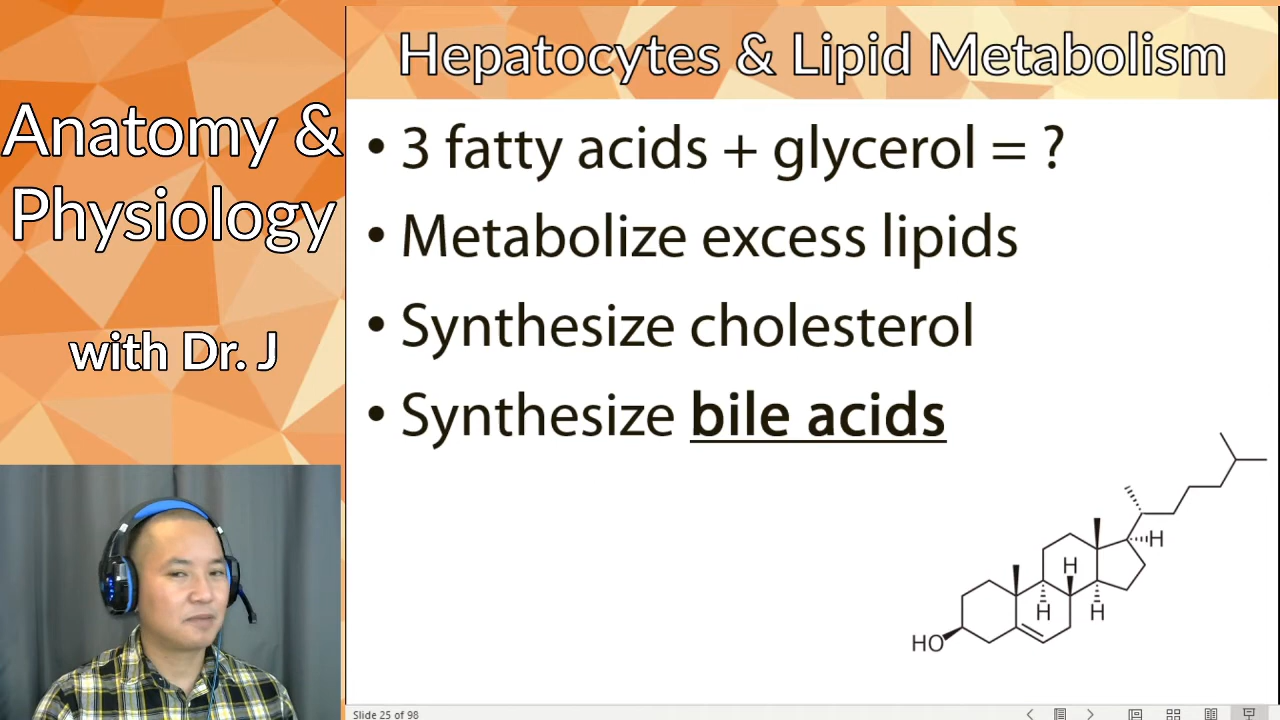 Anatomy &
Physiology
with Dr. J
Hepatocytes & Lipid Metabolism
• 3 fatty acids + glycerol = ?
• Metabolize excess lipids
• Synthesize cholesterol
• Synthesize bile acids
H
H
H
H
HO
Slide 25 of 98